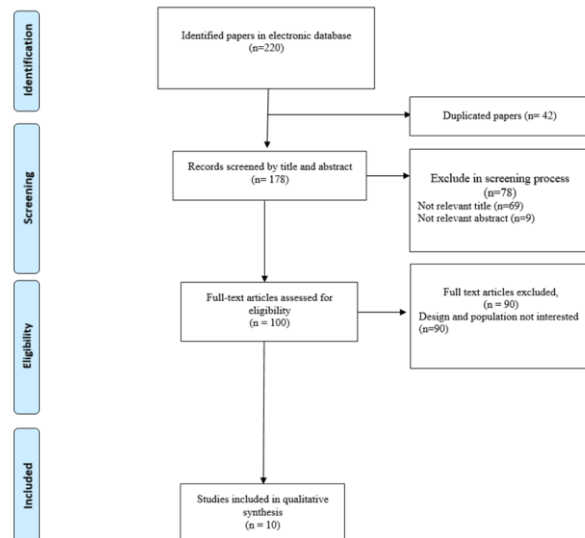 Identification
Identified papers in electronic database
(n=220)
Duplicated papers (n= 42)
Screening
Records screened by title and abstract
(n= 178)
Exclude in screening process
(n=78)
Not relevant title (n=69)
Not relevant abstract (n=9)
Eligibility
Full-text articles assessed for
eligibility
(n = 100)
Full text articles excluded,
(n = 90)
Design and population not interested
(n=90)
Included
Studies included in qualitative
synthesis
(n = 10)